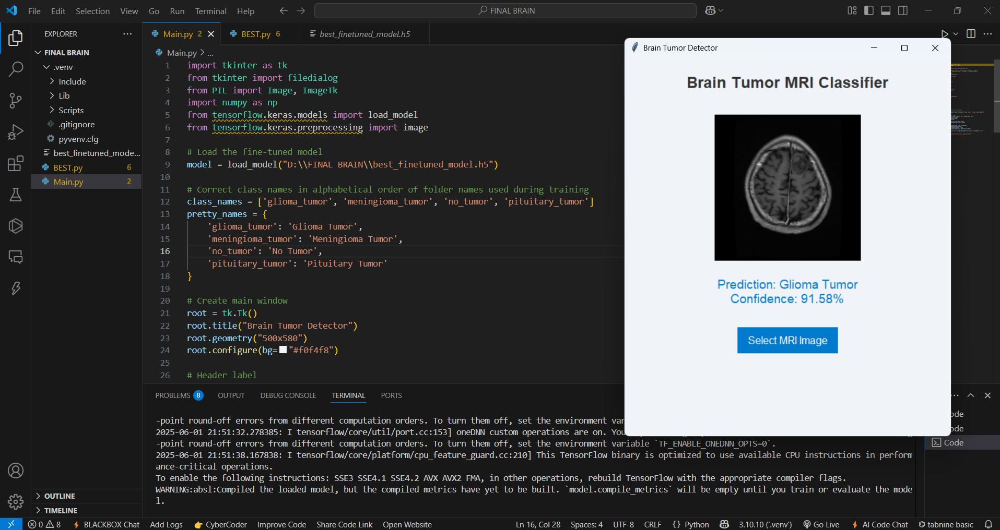 File Edit Selection View Go Run Terminal Help
FINAL BRAIN
EXPLORER
FINAL BRAIN
.venv
Include
Lib
Scripts
.gitignore
pyvenv.cfg
best_finetuned_mode...
BEST.py 6
Main.py 2
OUTLINE
TIMELINE
Main.py 2
BEST.py 6
best_finetuned_model.h5
Main.py > ...
1 import tkinter as tk
2 from tkinter import filedialog
3 from PIL import Image, ImageTk
4 import numpy as np
5 from tensorflow.keras.models import load_model
6 from tensorflow.keras.preprocessing import image
7
8 # Load the fine-tuned model
9 model = load_model("D:\\FINAL BRAIN\\best_finetuned_model.h5")
10
11 # Correct class names in alphabetical order of folder names used during training
12 class_names = ['glioma_tumor', 'meningioma_tumor', 'no_tumor', 'pituitary_tumor']
13 pretty_names = {
14 'glioma_tumor': 'Glioma Tumor',
15 'meningioma_tumor': 'Meningioma Tumor',
16 'no_tumor': 'No Tumor',
17 'pituitary_tumor': 'Pituitary Tumor'
18 }
19
20 # Create main window
21 root = tk.Tk()
22 root.title("Brain Tumor Detector")
23 root.geometry("500x580")
24 root.configure(bg="#f0f4f8")
25
26 # Header label
Brain Tumor Detector
Brain Tumor MRI Classifier
Prediction: Glioma Tumor
Confidence: 91.58%
Select MRI Image
PROBLEMS 8 OUTPUT DEBUG CONSOLE TERMINAL PORTS
-point round-off errors from different computation orders. To turn them off, set the environment var
2025-06-01 21:51:32.278385: I tensorflow/core/util/port.cc:153] oneDNN custom operations are on. You
-point round-off errors from different computation orders. To turn them off, set the environment variable `TF_ENABLE_ONEDNN_OPTS=0`.
2025-06-01 21:51:38.167838: I tensorflow/core/platform/cpu_feature_guard.cc:210] This TensorFlow binary is optimized to use available CPU instructions in perform
ance-critical operations.
To enable the following instructions: SSE3 SSE4.1 SSE4.2 AVX AVX2 FMA, in other operations, rebuild TensorFlow with the appropriate compiler flags.
WARNING:absl:Compiled the loaded model, but the compiled metrics have yet to be built. `model.compile_metrics` will be empty until you train or evaluate the mode
l.
ode
ode
Code
0 8 BLACKBOX Chat Add Logs CyberCoder Improve Code Share Code Link Open Website
Ln 16, Col 28 Spaces: 4 UTF-8 CRLF {} Python 3.10.10 ('.venv') Go Live AI Code Chat tabnine basic